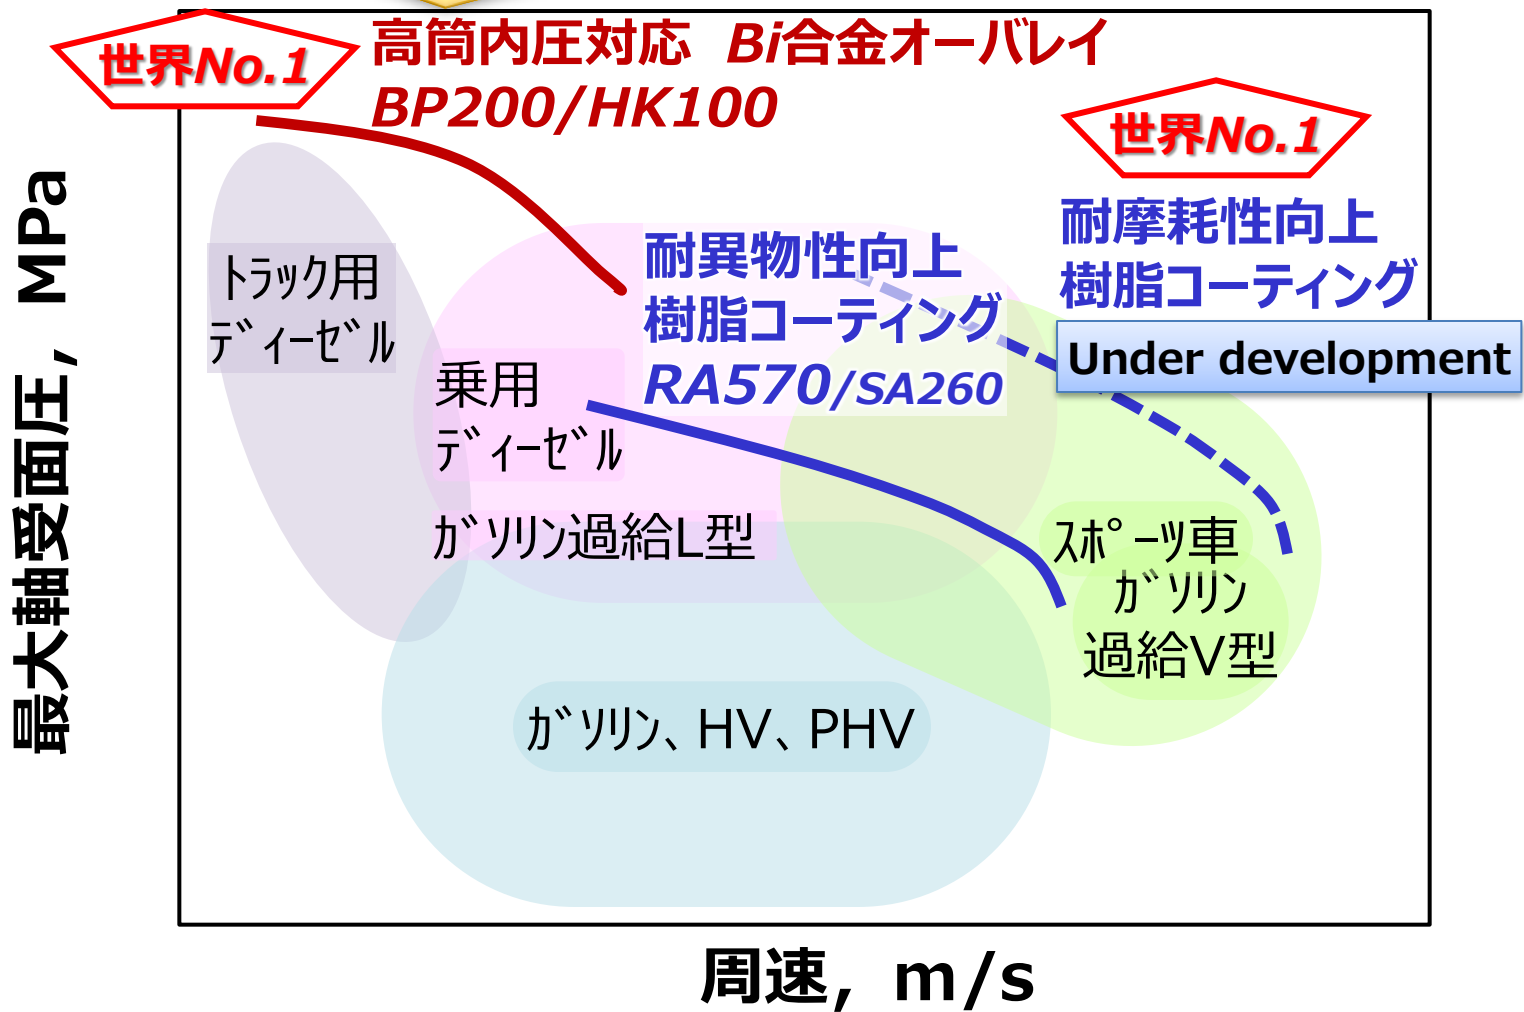 世界No.1
高筒内圧対応 Bi合金オーバレイ
BP200/HK100
世界No.1
耐摩耗性向上
樹脂コーティング
Under development
耐異物性向上
樹脂コーティング
RA570/SA260
ﾄﾗｯｸ用
ﾃﾞｨｰｾﾞﾙ
乗用
ﾃﾞｨｰｾﾞﾙ
ｶﾞｿﾘﾝ過給L型
ｽﾎﾟｰﾂ車
ｶﾞｿﾘﾝ
過給V型
ｶﾞｿﾘﾝ、HV、PHV
最大軸受面圧, MPa
周速, m/s